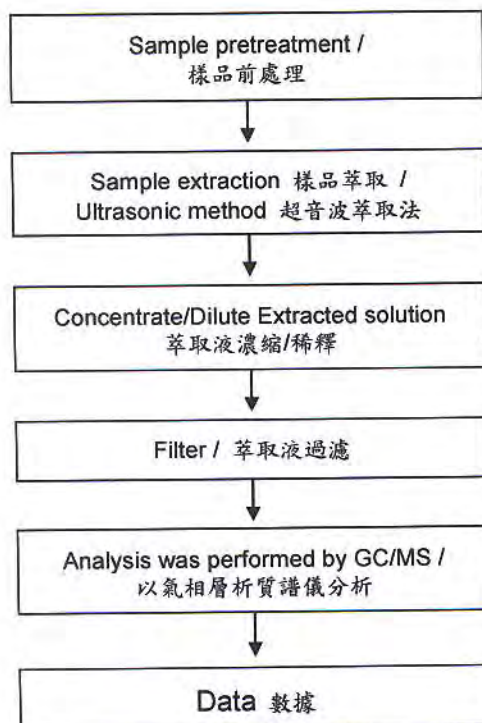 Sample pretreatment /
樣品前處理
Sample extraction 樣品萃取 /
Ultrasonic method 超音波萃取法
Concentrate/Dilute Extracted solution
萃取液濃縮/稀釋
Filter / 萃取液過濾
Analysis was performed by GC/MS /
以氣相層析質譜儀分析
Data 數據